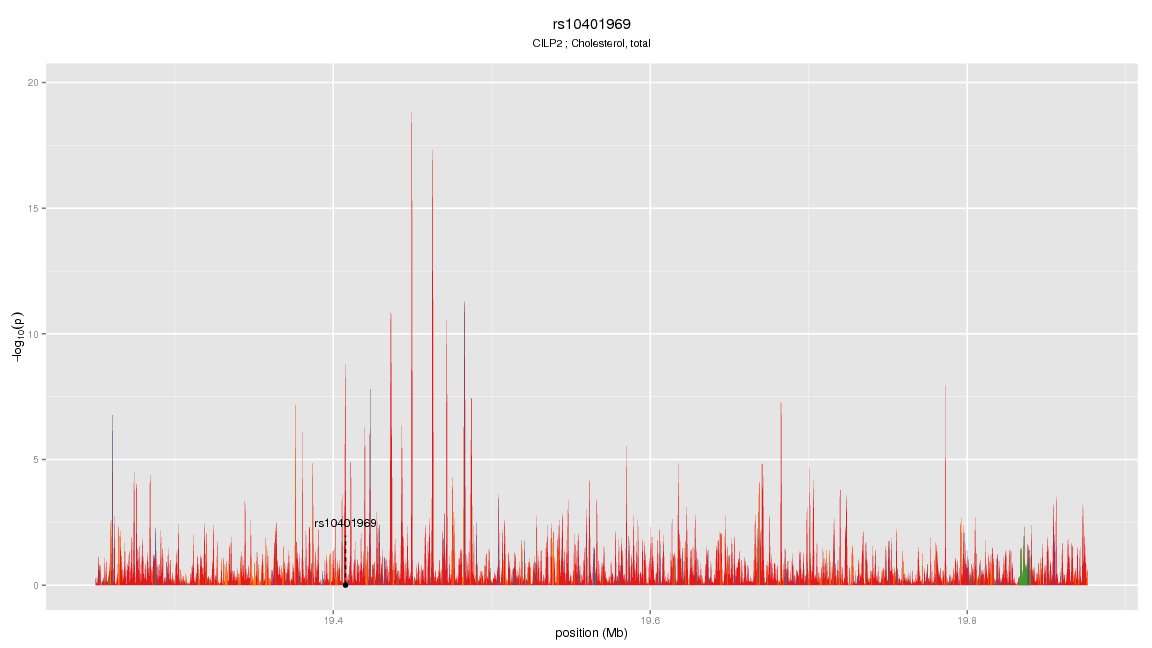 rs10401969
CILP2 ; Cholesterol, total
20
15
10
5
0
−log10(p)
rs10401969
19.4
19.6
19.8
position (Mb)